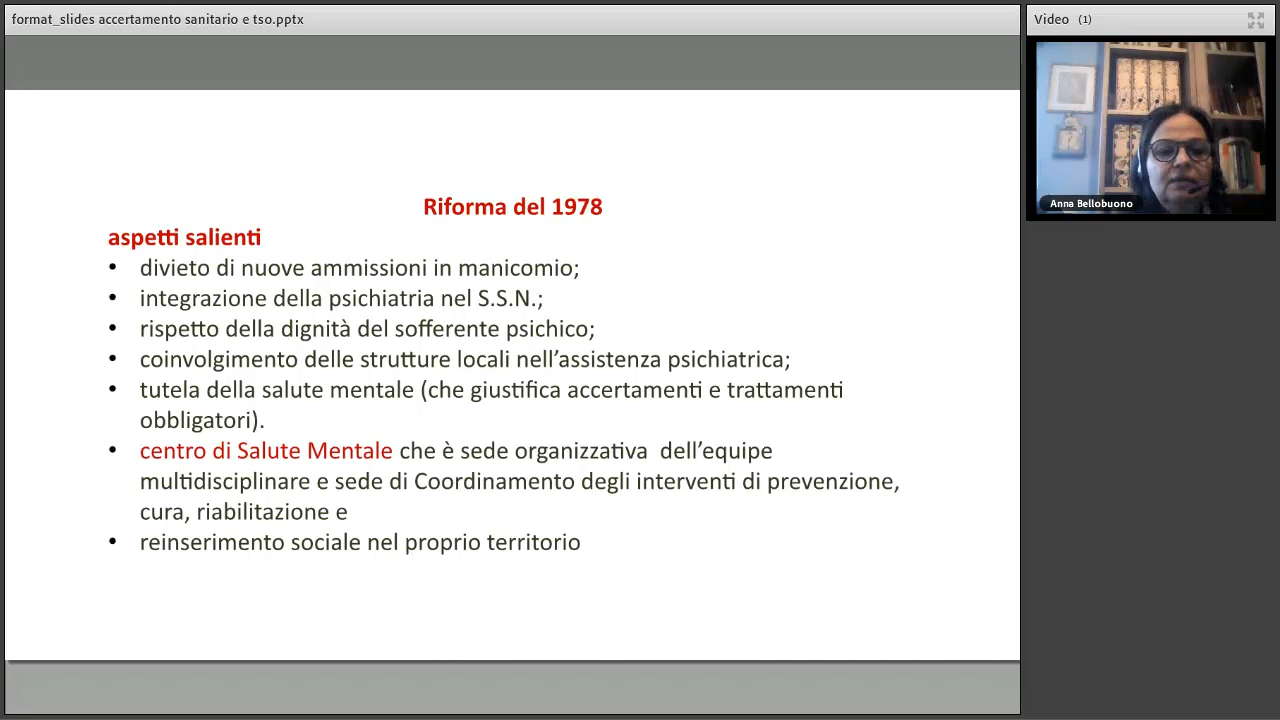 format_slides accertamento sanitario e tso.pptx
Video (1)
Anna Bellobuono
Riforma del 1978
aspetti salienti
• divieto di nuove ammissioni in manicomio;
• integrazione della psichiatria nel S.S.N.;
• rispetto della dignità del sofferente psichico;
• coinvolgimento delle strutture locali nell’assistenza psichiatrica;
• tutela della salute mentale (che giustifica accertamenti e trattamenti
obbligatori).
• centro di Salute Mentale che è sede organizzativa  dell’equipe
multidisciplinare e sede di Coordinamento degli interventi di prevenzione,
cura, riabilitazione e
• reinserimento sociale nel proprio territorio